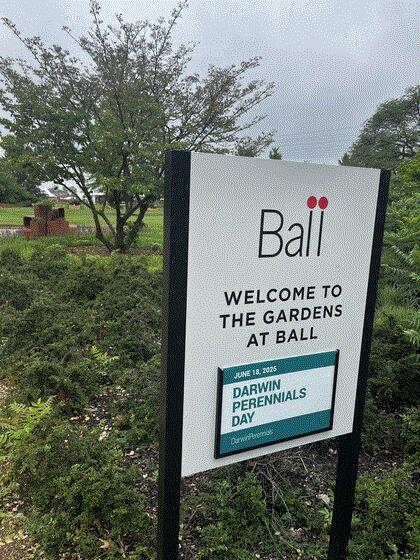 Ball
WELCOME TO
THE GARDENS
AT BALL
JUNE 18, 2025
DARWIN
PERENNIALS
DAY
DarwinPerennials